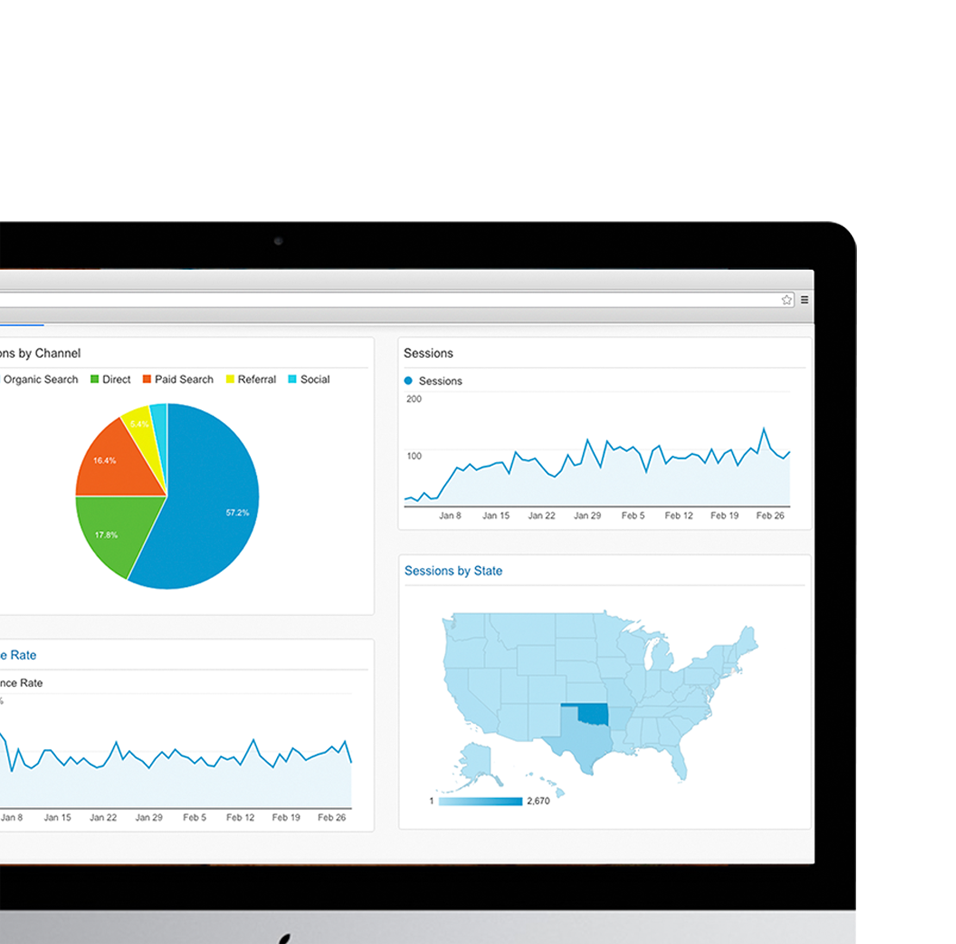 ons by Channel
Organic Search Direct Paid Search Referral Social
5.4%
16.4%
57.2%
17.8%
Sessions
Sessions
200
100
Jan 8 Jan 15 Jan 22 Jan 29 Feb 5 Feb 12 Feb 19 Feb 26
Sessions by State
1 2,670
e Rate
nce Rate
%
Jan 8 Jan 15 Jan 22 Jan 29 Feb 5 Feb 12 Feb 19 Feb 26